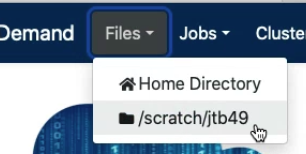 Demand Files Jobs Cluste
Home Directory
/scratch/jtb49